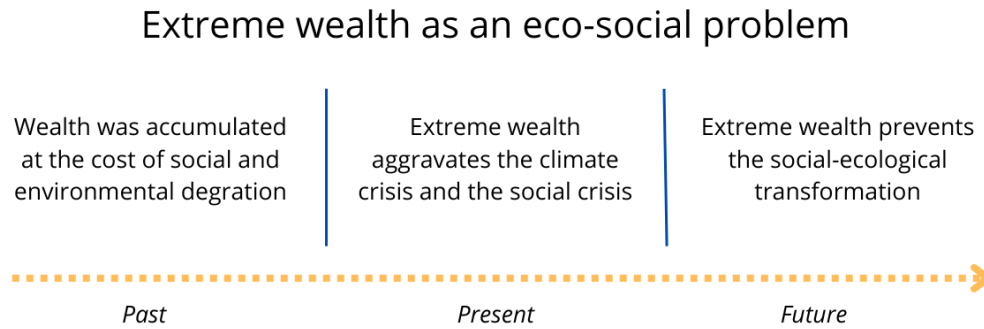 Extreme wealth as an eco-social problem
Wealth was accumulated
at the cost of social and
environmental degration
Extreme wealth
aggravates the climate
crisis and the social crisis
Extreme wealth prevents
the social-ecological
transformation
Past
Present
Future